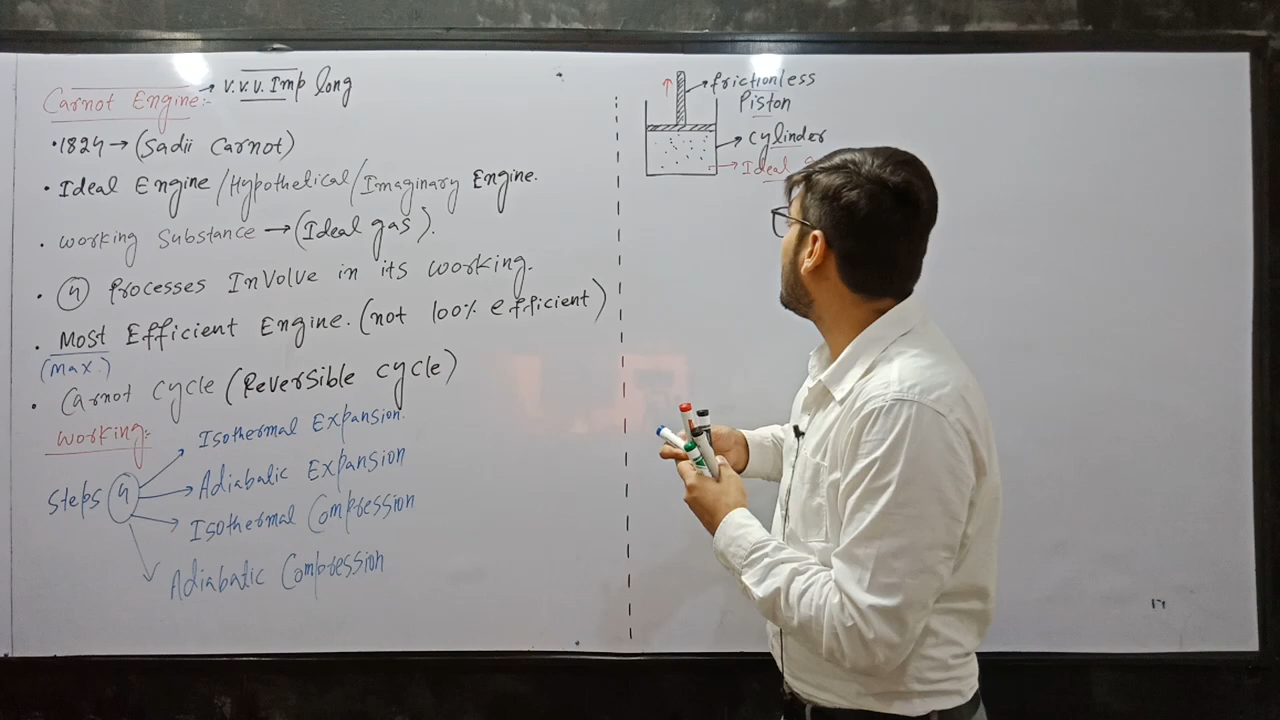 Carnot Engine:- → V.V.V. Imp long
• 1824 → (Sadii Carnot)
• Ideal Engine / Hypothetical / Imaginary Engine.
• Working Substance → (Ideal gas).
• 4 Processes Involve in its working.
• Most Efficient Engine. (not 100% efficient)
(Max.)
• Carnot Cycle (Reversible cycle)
Working:-
Steps 4
Isothermal Expansion.
Adiabatic Expansion
Isothermal Compression
Adiabatic Compression
frictionless
Piston
cylinder
Ideal